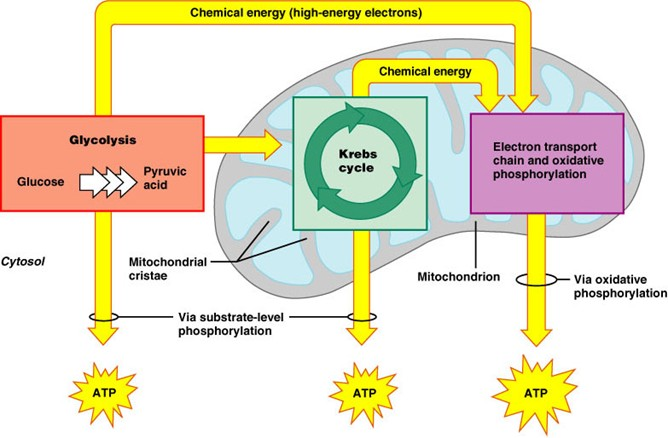 Chemical energy (high-energy electrons)
Chemical energy
Glycolysis
Glucose
Pyruvic
acid
Krebs
cycle
Electron transport
chain and oxidative
phosphorylation
Cytosol
Mitochondrial
cristae
Mitochondrion
Via oxidative
phosphorylation
Via substrate-level
phosphorylation
ATP
ATP
ATP